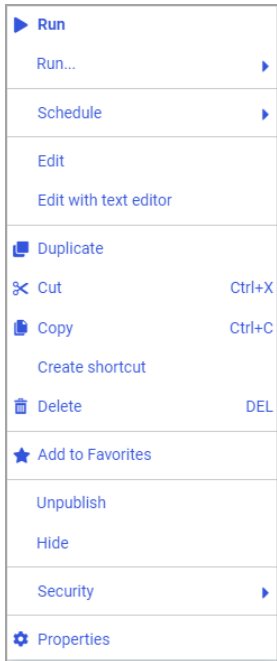 Run
Run...
Schedule
Edit
Edit with text editor
Duplicate
Cut Ctrl+X
Copy Ctrl+C
Create shortcut
Delete DEL
Add to Favorites
Unpublish
Hide
Security
Properties